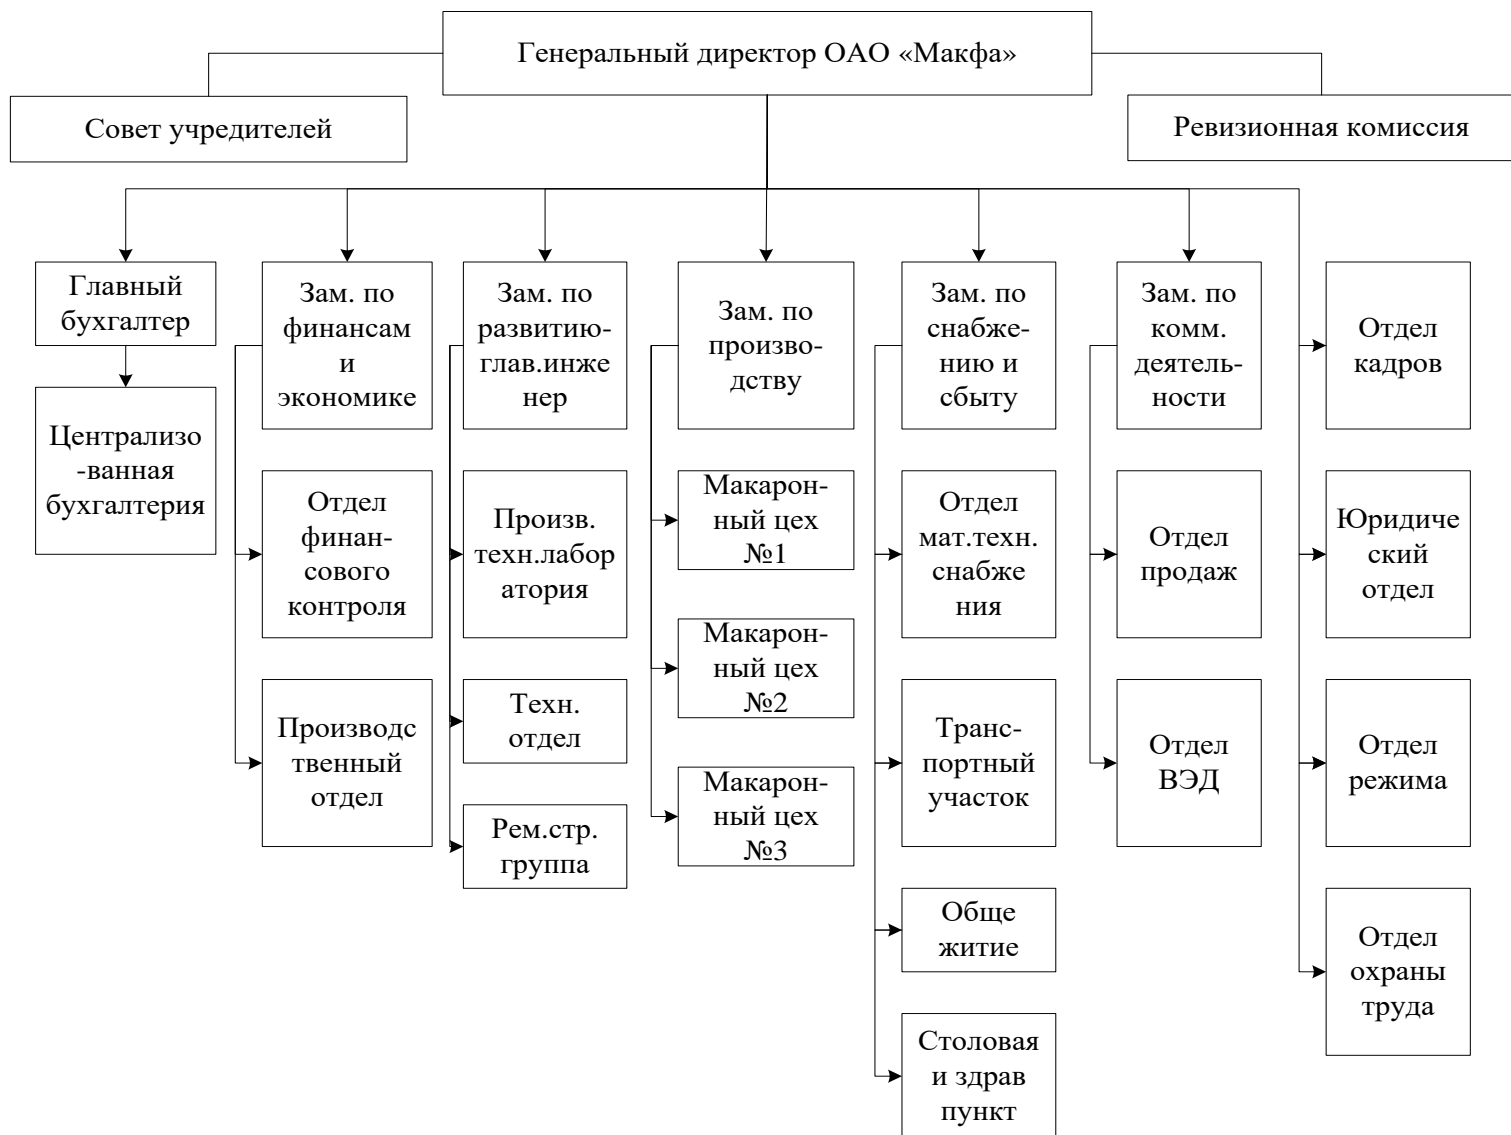 Генеральный директор ОАО «Макфа»
Совет учредителей
Ревизионная комиссия
Главный
бухгалтер
Зам. по
финансам
и
экономике
Зам. по
развитию-
глав.инже
нер
Зам. по
произво-
дству
Зам. по
снабже-
нию и
сбыту
Зам. по
комм.
деятель-
ности
Отдел
кадров
Централизо
-ванная
бухгалтерия
Отдел
финан-
сового
контроля
Произв.
техн.лабор
атория
Макарон-
ный цех
№1
Отдел
мат.техн.
снабже
ния
Отдел
продаж
Юридиче
ский
отдел
Макарон-
ный цех
№2
Производс
твенный
отдел
Техн.
отдел
Транс-
портный
участок
Отдел
ВЭД
Отдел
режима
Макарон-
ный цех
№3
Рем.стр.
группа
Обще
житие
Отдел
охраны
труда
Столовая
и здрав
пункт